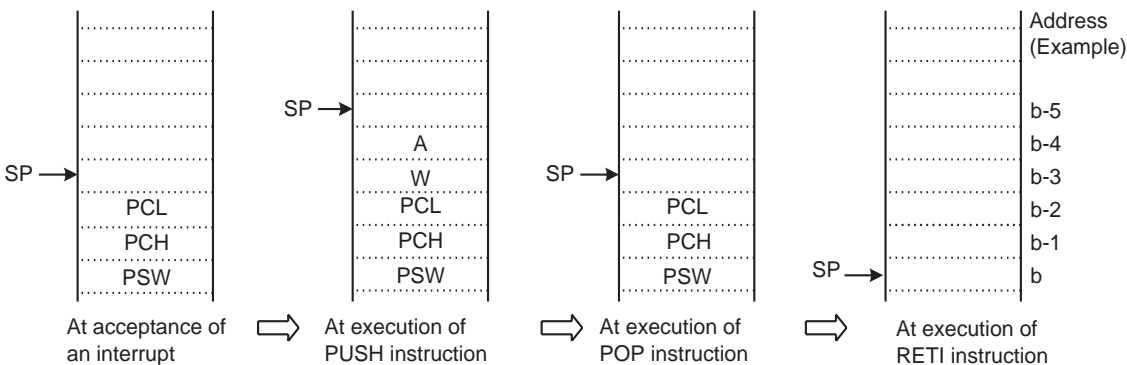 Address
(Example)
SP
b-5
A
b-4
SP
W
SP
b-3
PCL
PCL
PCL
b-2
PCH
PCH
PCH
b-1
PSW
PSW
PSW
SP
b
At acceptance of
an interrupt
At execution of
PUSH instruction
At execution of
POP instruction
At execution of
RETI instruction